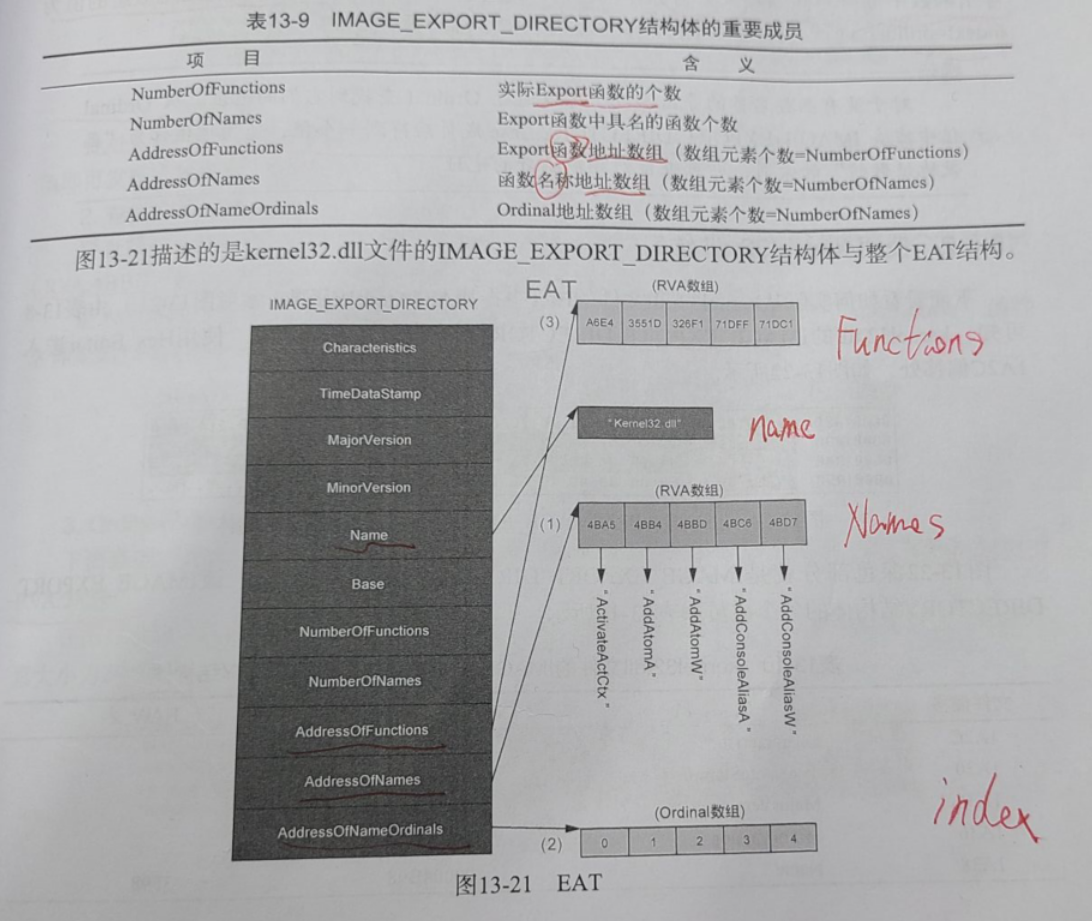 表13-9 IMAGE_EXPORT_DIRECTORY结构体的重要成员
项 目 含 义
NumberOfFunctions 实际Export函数的个数
NumberOfNames Export函数中具名的函数个数
AddressOfFunctions Export函数地址数组（数组元素个数=NumberOfFunctions）
AddressOfNames 函数名称地址数组（数组元素个数=NumberOfNames）
AddressOfNameOrdinals Ordinal地址数组（数组元素个数=NumberOfNames）
图13-21描述的是kernel32.dll文件的IMAGE_EXPORT_DIRECTORY结构体与整个EAT结构。
IMAGE_EXPORT_DIRECTORY
Characteristics
TimeDataStamp
MajorVersion
MinorVersion
Name
Base
NumberOfFunctions
NumberOfNames
AddressOfFunctions
AddressOfNames
AddressOfNameOrdinals
EAT
(RVA数组)
(3) A6E4 3551D 326F1 71DFF 71DC1
Functions
"Kernel32.dll"
name
(RVA数组)
(1) 4BA5 4BB4 4BBD 4BC6 4BD7
Names
"ActivateActCtx"
"AddAtomA"
"AddAtomW"
"AddConsoleAliasA"
"AddConsoleAliasW"
(Ordinal数组)
(2) 0 1 2 3 4
index
图13-21 EAT